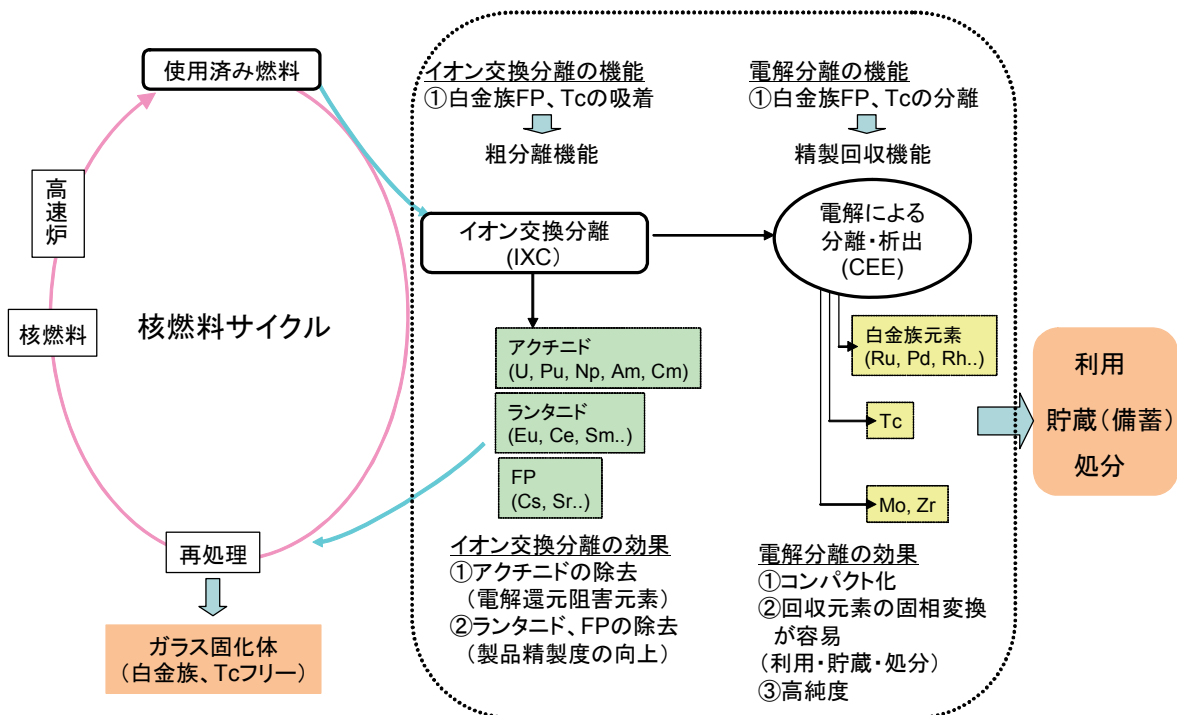 使用済み燃料
高速炉
核燃料
核燃料サイクル
再処理
ガラス固化体
（白金族、Tcフリー）
イオン交換分離の機能
①白金族FP、Tcの吸着
粗分離機能
イオン交換分離
(IXC）
アクチニド
(U, Pu, Np, Am, Cm)
ランタニド
(Eu, Ce, Sm..)
FP
(Cs, Sr..)
イオン交換分離の効果
①アクチニドの除去
（電解還元阻害元素）
②ランタニド、FPの除去
（製品精製度の向上）
電解分離の機能
①白金族FP、Tcの分離
精製回収機能
電解による
分離・析出
(CEE)
白金族元素
(Ru, Pd, Rh..)
Tc
Mo, Zr
電解分離の効果
①コンパクト化
②回収元素の固相変換
が容易
（利用・貯蔵・処分）
③高純度
利用
貯蔵（備蓄）
処分